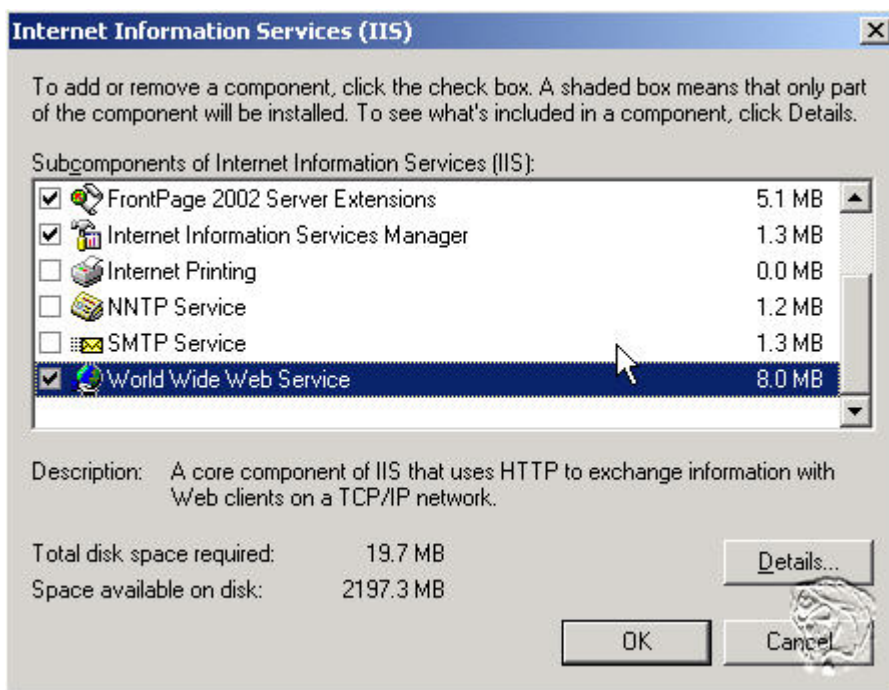 Internet Information Services (IIS)
To add or remove a component, click the check box. A shaded box means that only part
of the component will be installed. To see what's included in a component, click Details.
Subcomponents of Internet Information Services (IIS):
FrontPage 2002 Server Extensions 5.1 MB
Internet Information Services Manager 1.3 MB
Internet Printing 0.0 MB
NNTP Service 1.2 MB
SMTP Service 1.3 MB
World Wide Web Service 8.0 MB
Description: A core component of IIS that uses HTTP to exchange information with
Web clients on a TCP/IP network.
Total disk space required: 19.7 MB
Space available on disk: 2197.3 MB
Details...
OK Cancel